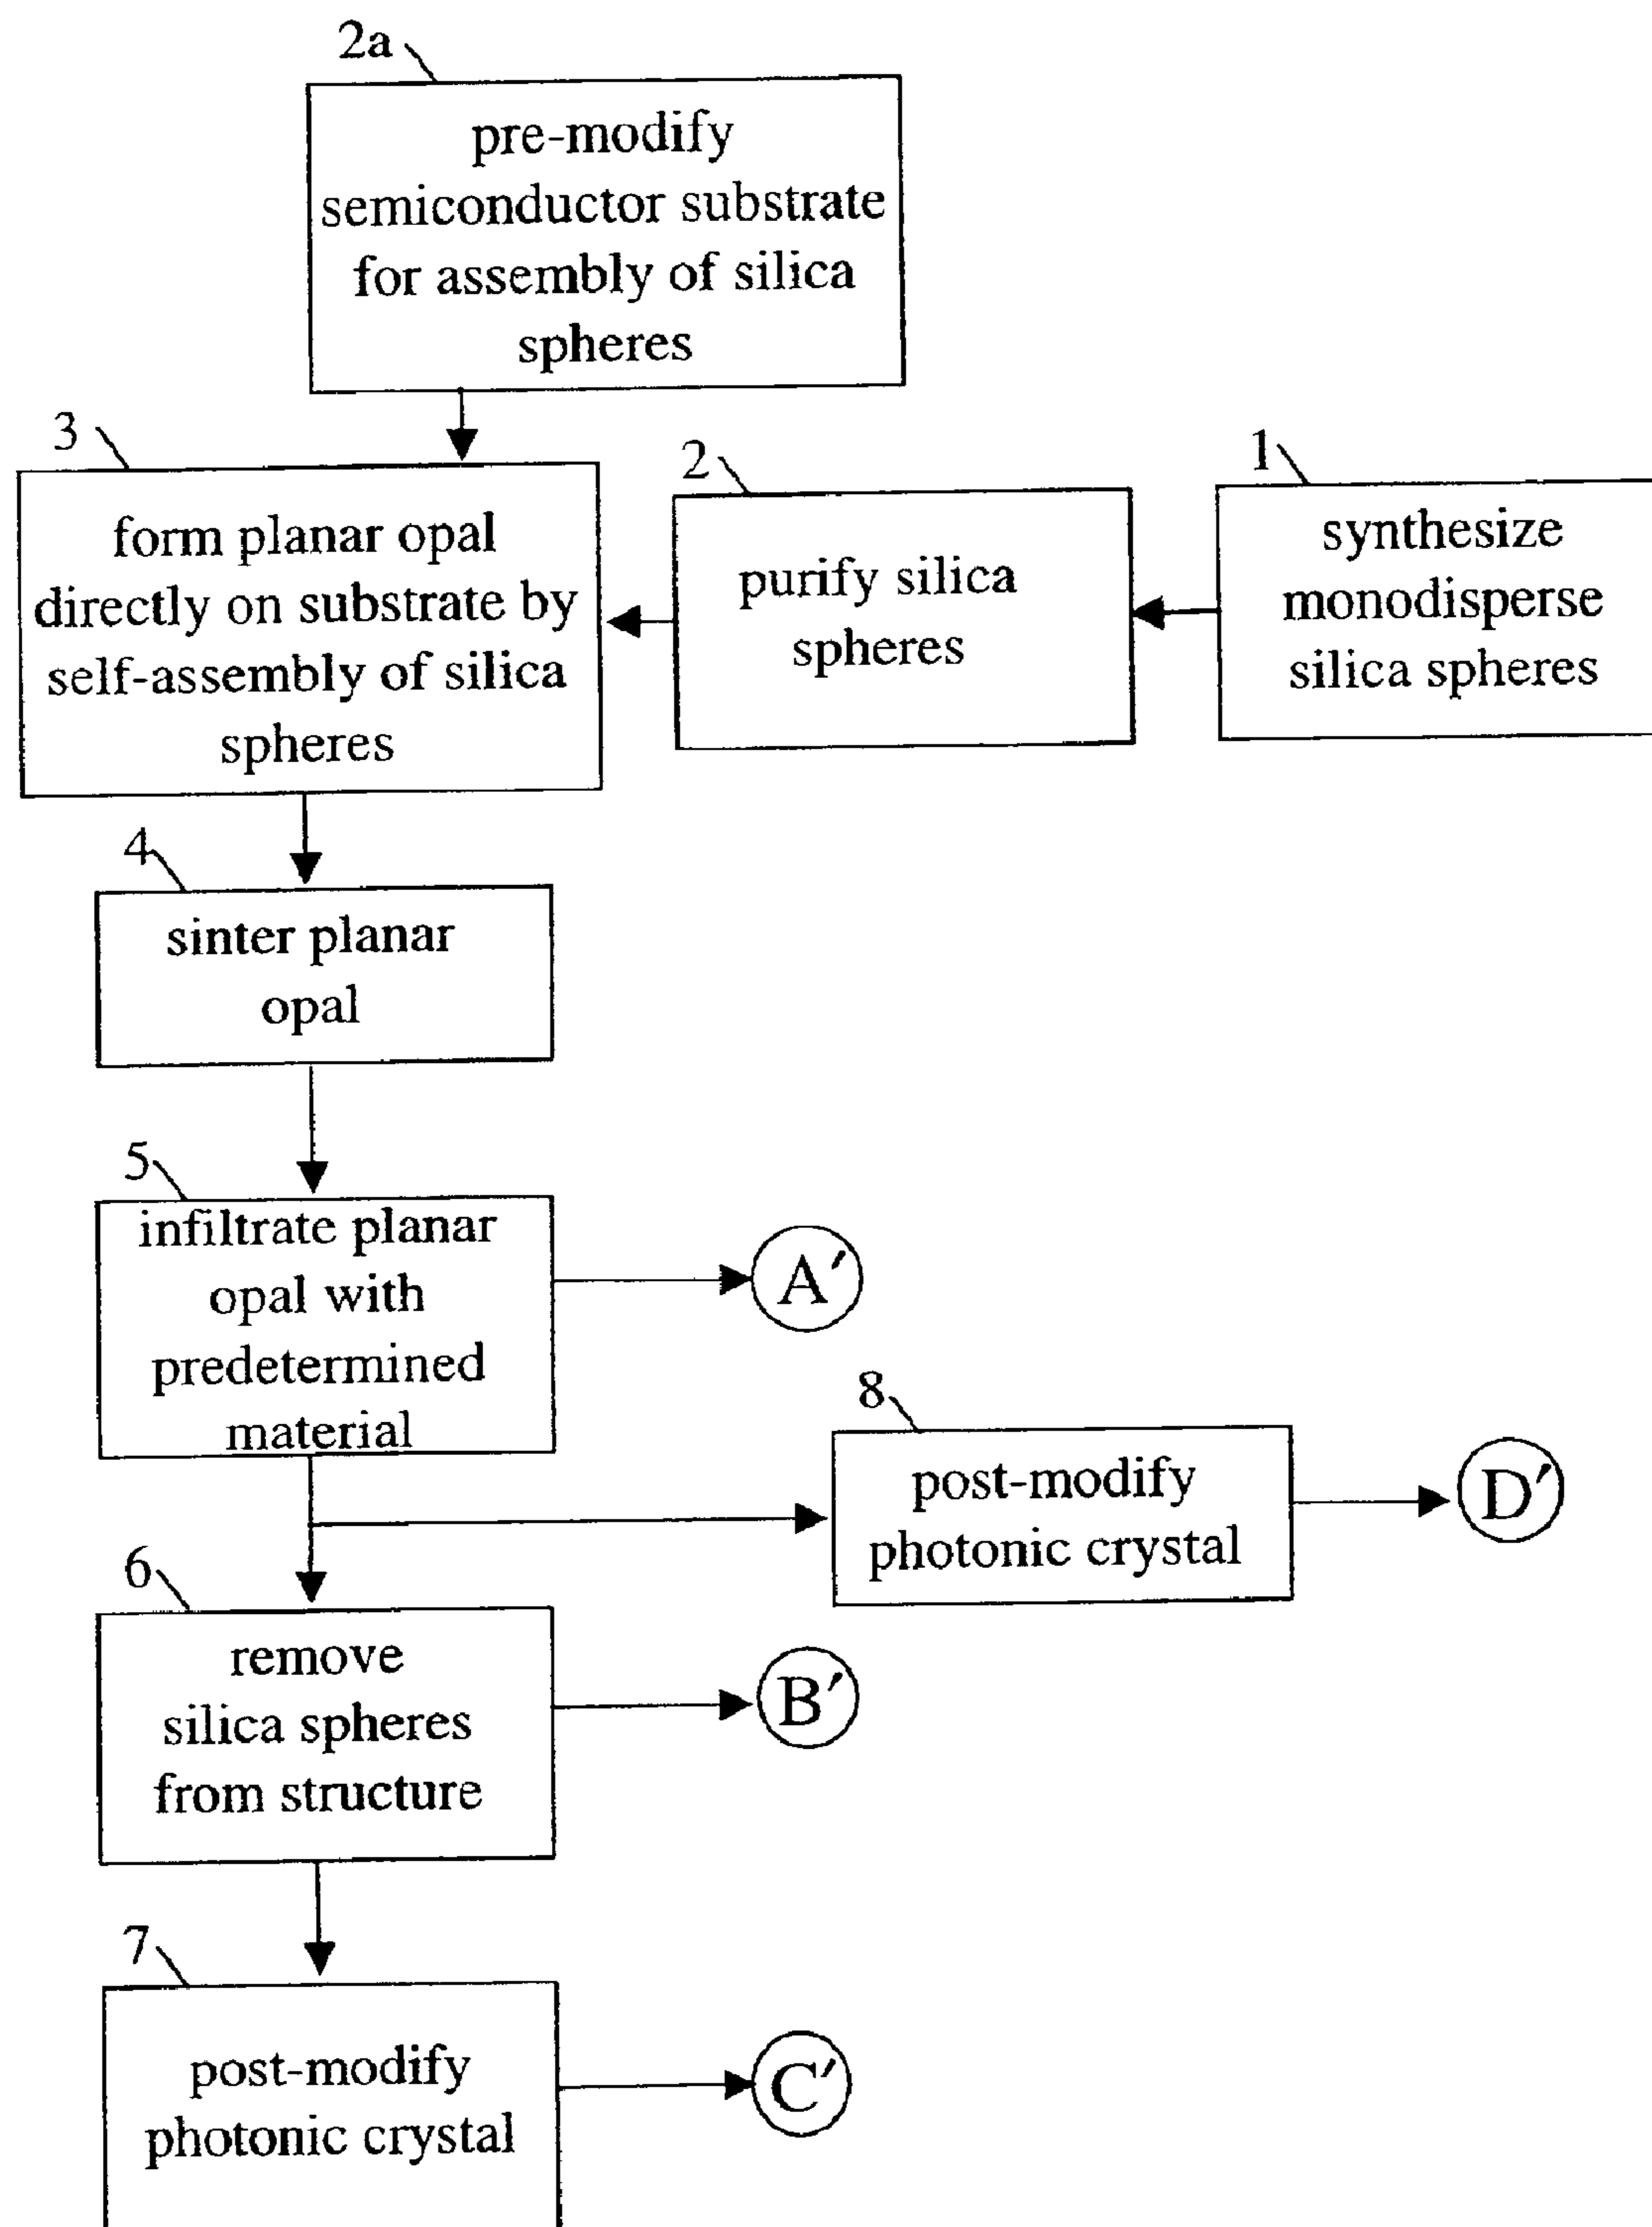 2a
pre-modify
semiconductor substrate
for assembly of silica
spheres
3
form planar opal
directly on substrate by
self-assembly of silica
spheres
2
purify silica
spheres
1
synthesize
monodisperse
silica spheres
4
sinter planar
opal
5
infiltrate planar
opal with
predetermined
material
A′
8
post-modify
photonic crystal
D′
6
remove
silica spheres
from structure
B′
7
post-modify
photonic crystal
C′